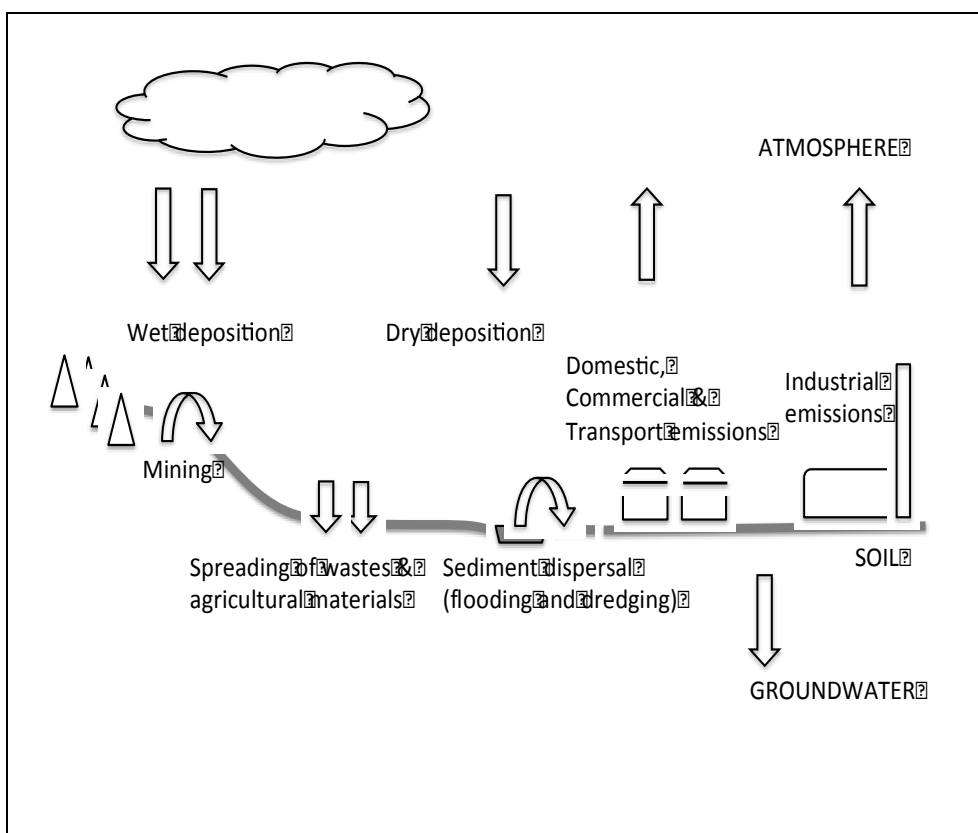 ATMOSPHERE
Wet deposition
Dry deposition
Domestic,
Commercial &
Transport emissions
Industrial
emissions
Mining
Spreading of wastes &
agricultural materials
Sediment dispersal
(flooding and dredging)
SOIL
GROUNDWATER